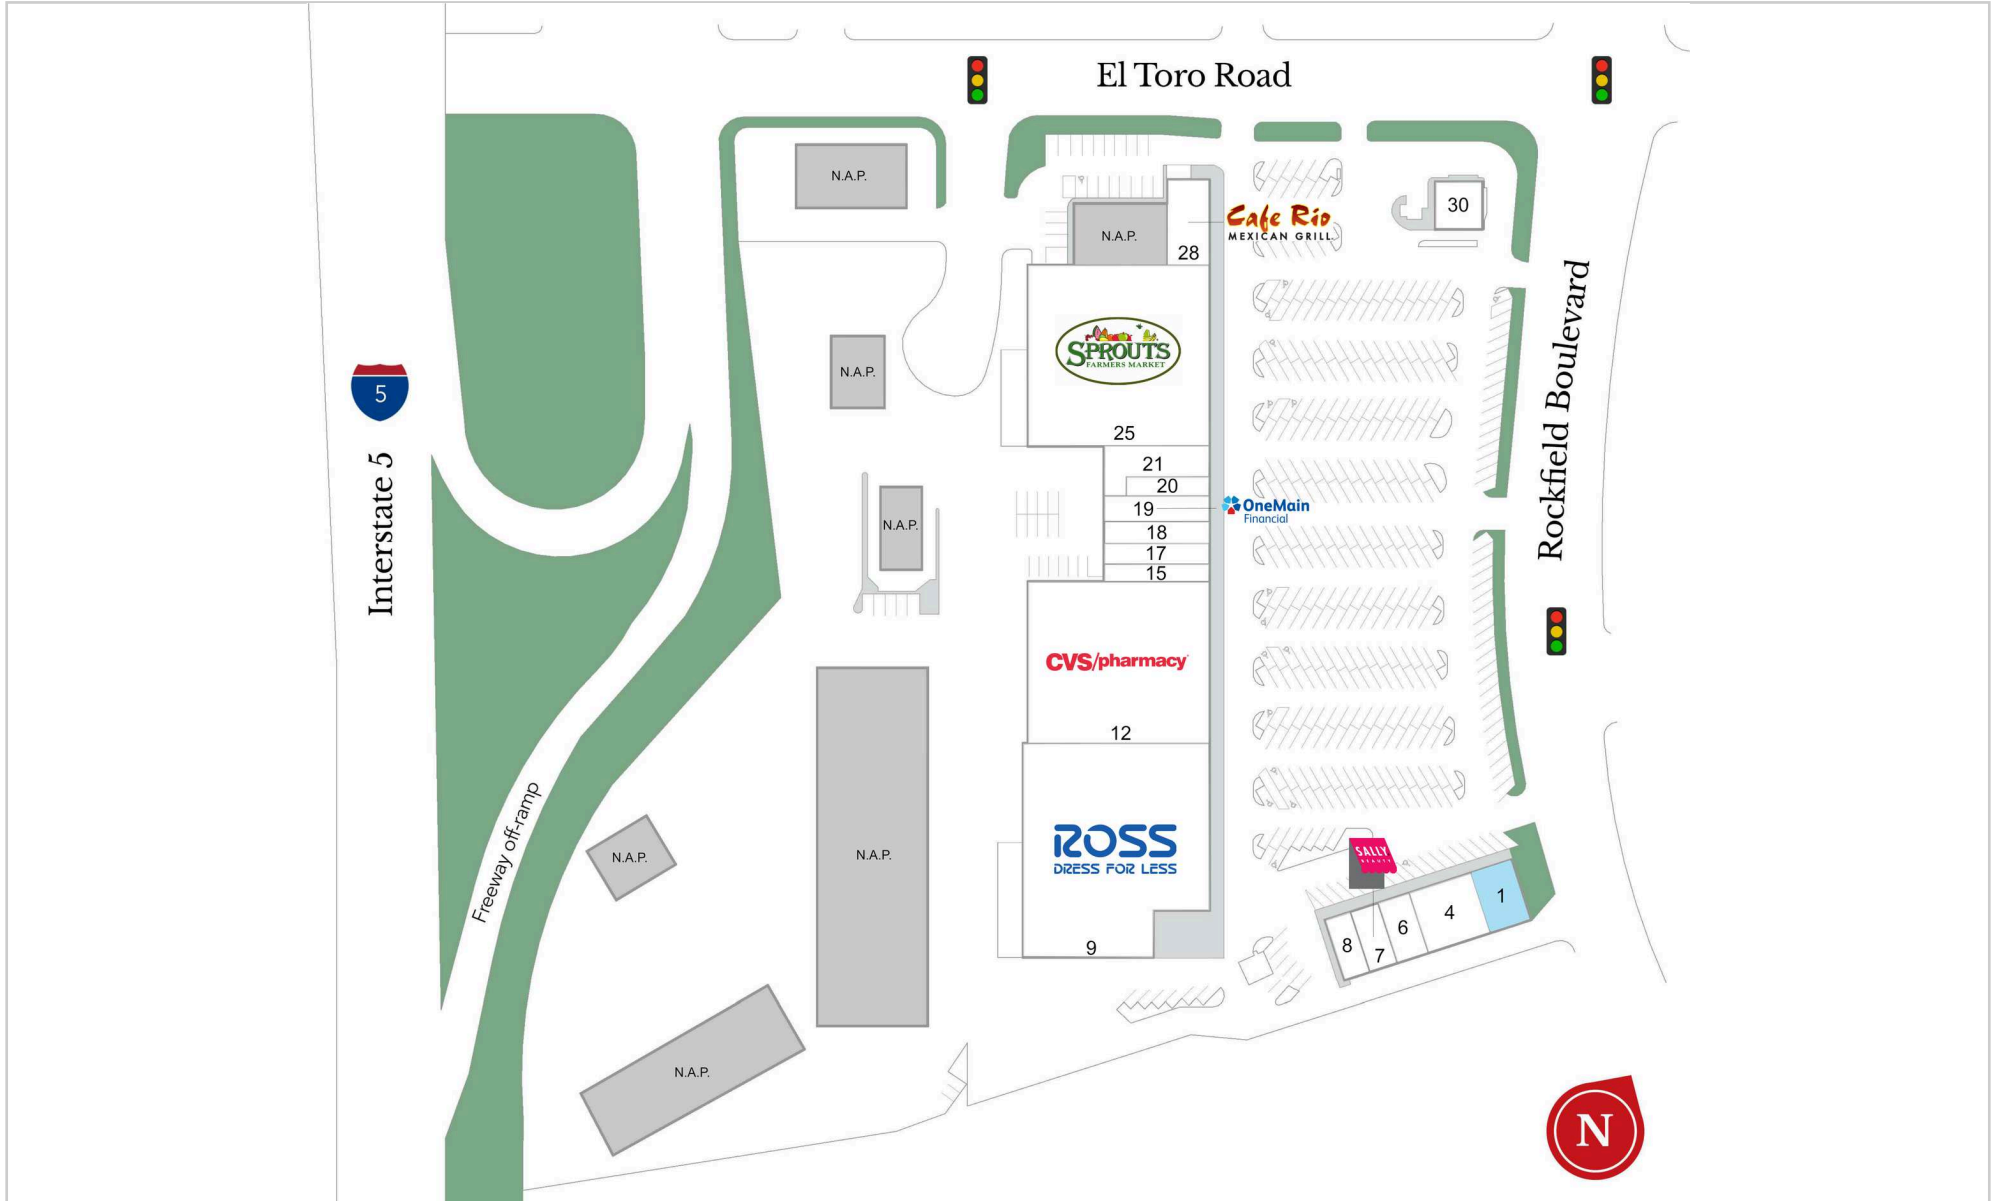 El Toro Road
N.A.P.
30
Cafe Rio
MEXICAN GRILL
N.A.P.
28
SPROUTS
FARMERS MARKET
N.A.P.
5
Interstate 5
Rockfield Boulevard
25
21
20
19
OneMain
Financial
N.A.P.
18
17
15
CVS/pharmacy
12
Freeway off-ramp
N.A.P.
N.A.P.
ROSS
DRESS FOR LESS
SALLY
BEAUTY
1
4
6
7
8
9
N.A.P.
N